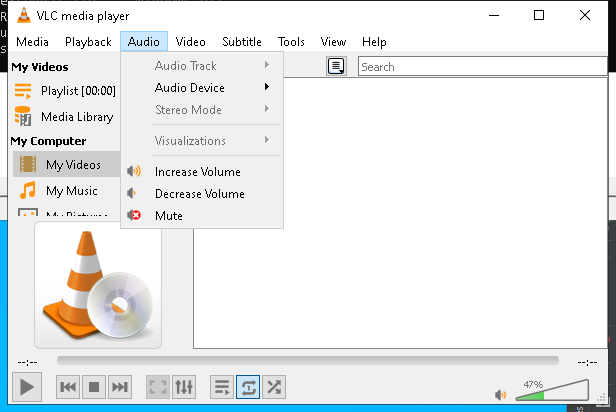 VLC media player
Media Playback Audio Video Subtitle Tools View Help
My Videos
Playlist [00:00]
Media Library
My Computer
My Videos
My Music
My Pictures
Audio Track
Audio Device
Stereo Mode
Visualizations
Increase Volume
Decrease Volume
Mute
Search
--:-- --:--
47%